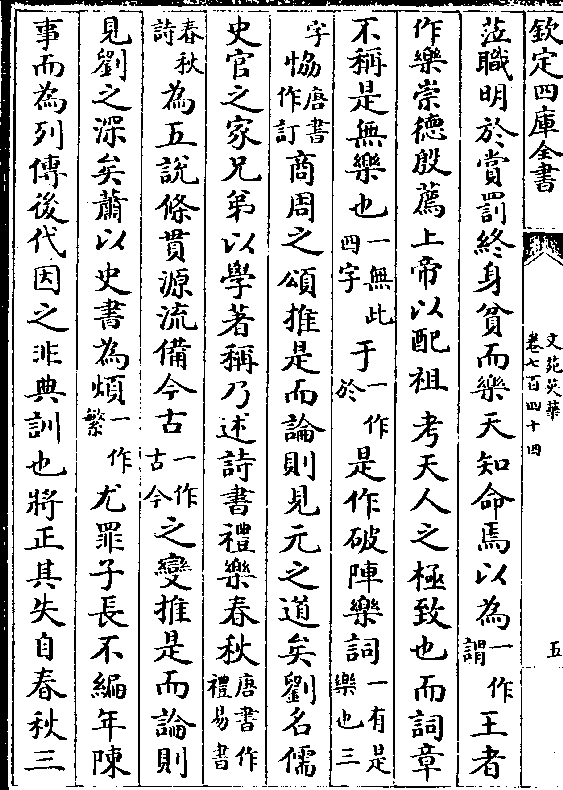 欽定四庫全書
文苑英華
卷七百四十四
五
蒞職明於賞罰終身貧而樂天知命焉以為一作謂王者
作樂崇德殷薦上帝以配祖考天人之極致也而詞章
不稱是無樂也一無此四字于一作於是作破陣樂詞一有是樂也三
字恊唐書作訂商周之頌推是而論則見元之道矣劉名儒
史官之家兄弟以學著稱乃述詩書禮樂春秋唐書作禮易書
春秋詩為五說條貫源流備今古一作古今之變推是而論則
見劉之深矣蕭以史書為煩一作繁尤罪子長不編年陳
事而為列傳後代因之非典訓也將正其失自春秋三